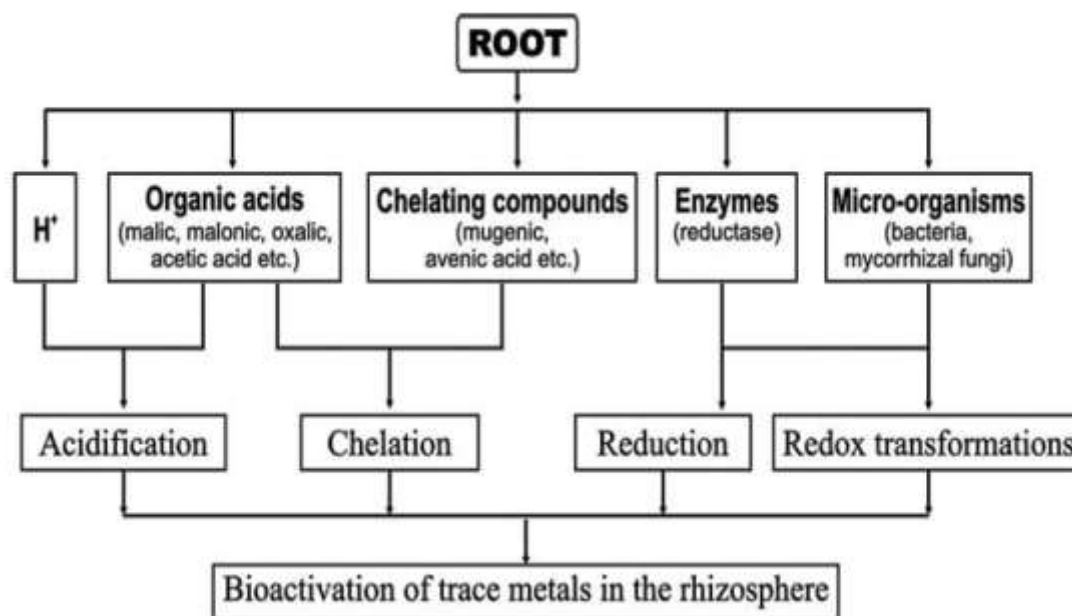 ROOT
H+
Organic acids
(malic, malonic, oxalic,
acetic acid etc.)
Chelating compounds
(mugenic,
avenic acid etc.)
Enzymes
(reductase)
Micro-organisms
(bacteria,
mycorrhizal fungi)
Acidification
Chelation
Reduction
Redox transformations
Bioactivation of trace metals in the rhizosphere